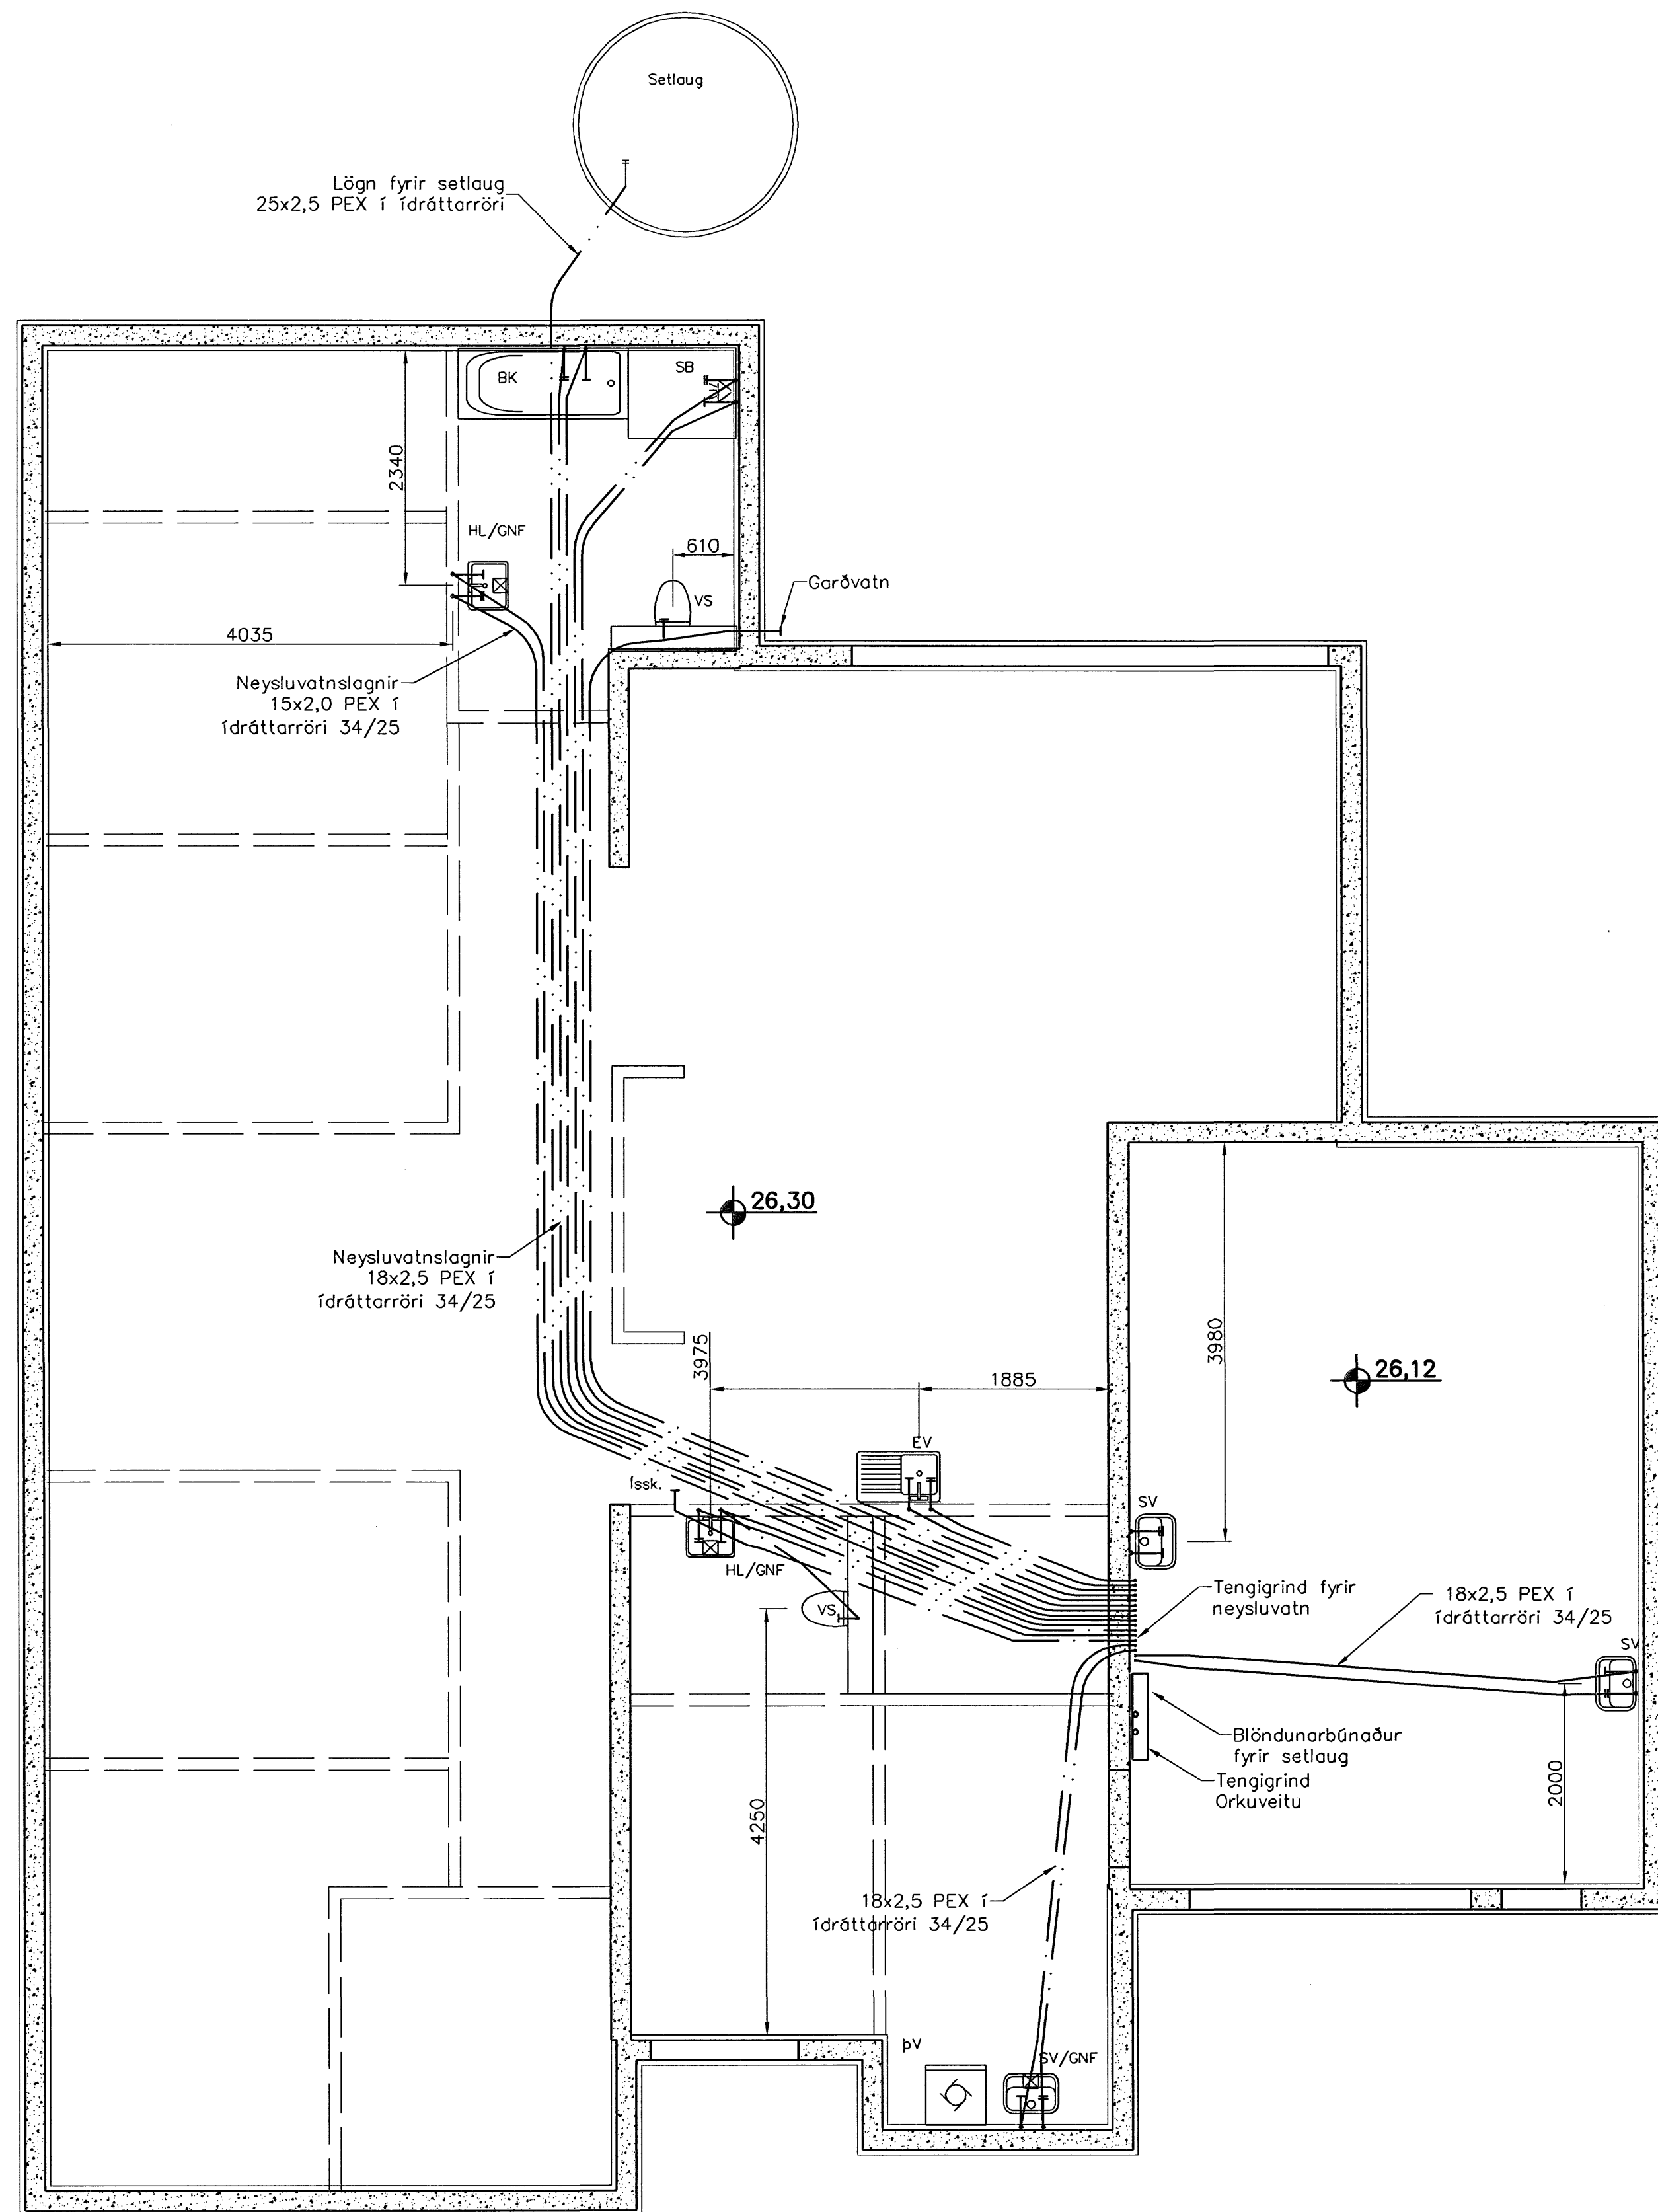 Setlaug
Lögn fyrir setlaug
25x2,5 PEX í ídráttarröri
BK
SB
2340
HL/GNF
610
VS
Garðvatn
4035
Neysluvatnslagnir
15x2,0 PEX í
ídráttarröri 34/25
26,30
Neysluvatnslagnir
18x2,5 PEX í
ídráttarröri 34/25
3975
1885
3980
26,12
EV
Íssk.
SV
HL/GNF
VS
Tengigrind fyrir
neysluvatn
18x2,5 PEX í
ídráttarröri 34/25
SV
Blöndunarbúnaður
fyrir setlaug
Tengigrind
Orkuveitu
4250
2000
18x2,5 PEX í
ídráttarröri 34/25
þV
SV/GNF